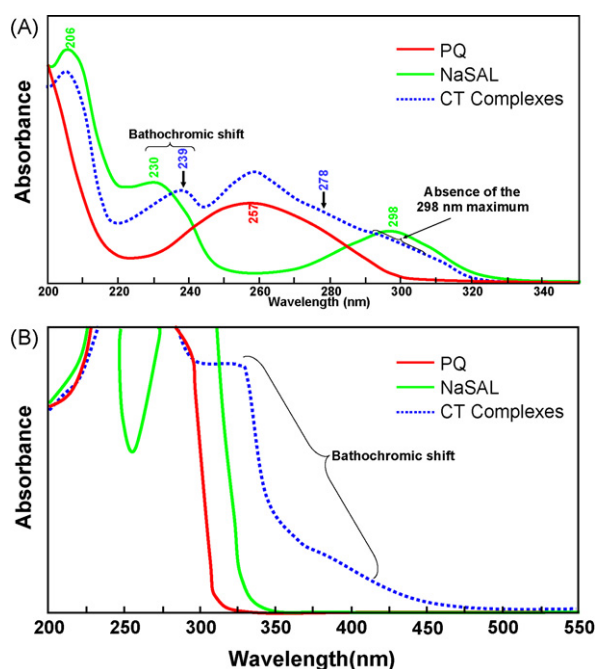 (A)
Absorbance
206
PQ
NaSAL
CT Complexes
Bathochromic shift
230
239
257
278
Absence of the
298 nm maximum
298
200 220 240 260 280 300 320 340
Wavelength (nm)
(B)
Absorbance
PQ
NaSAL
CT Complexes
Bathochromic shift
200 250 300 350 400 450 500 550
Wavelength(nm)